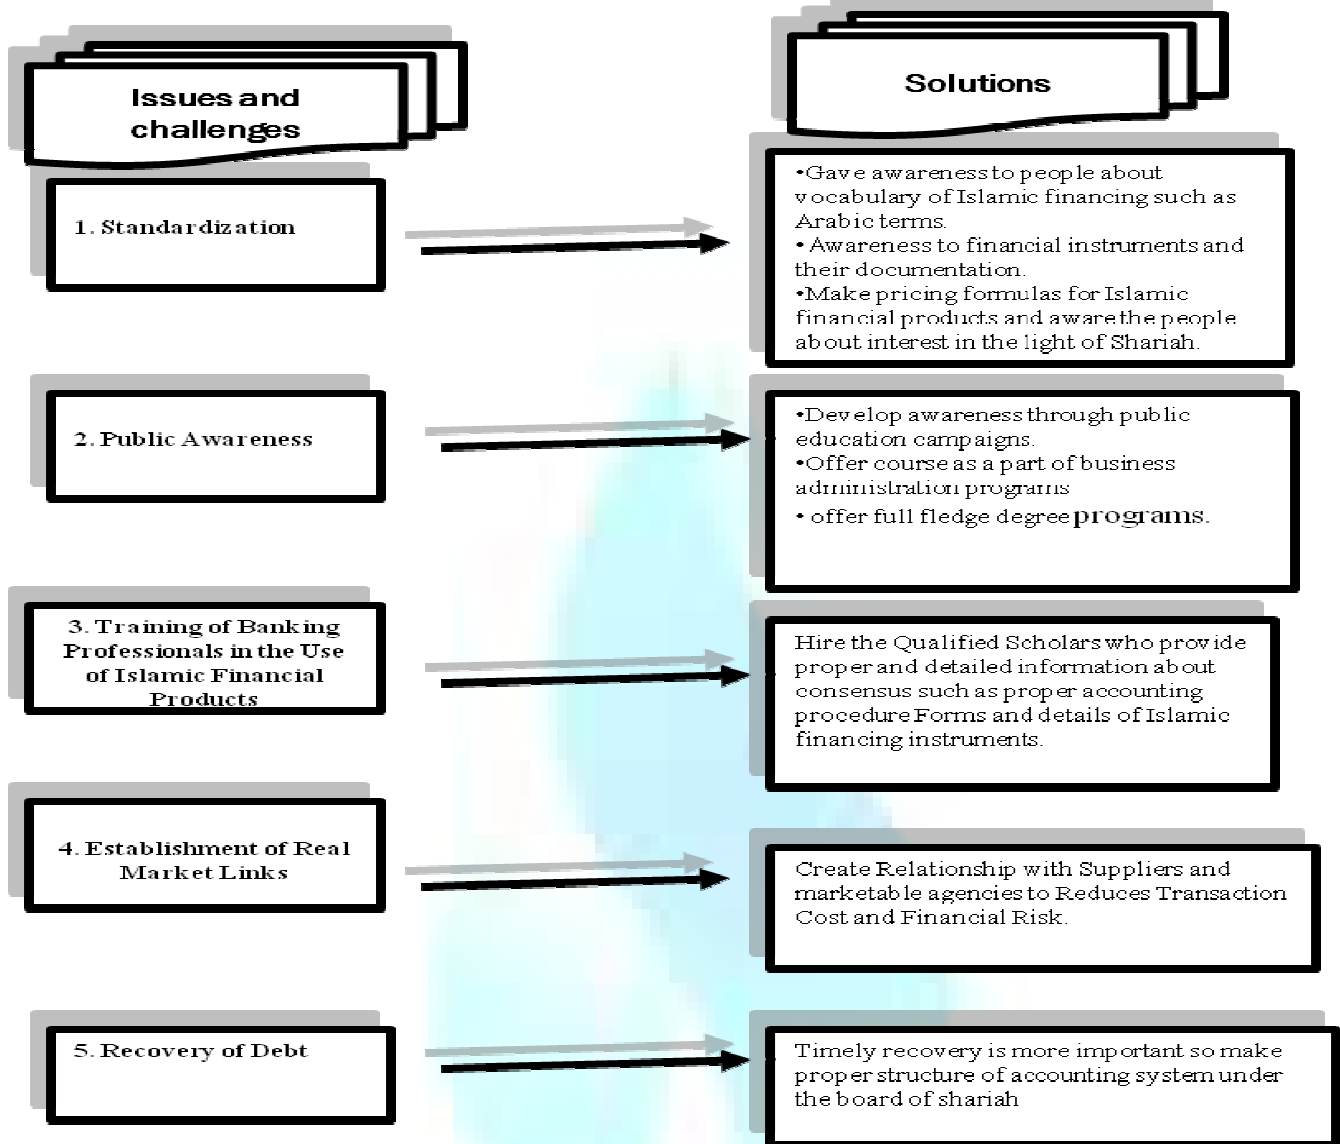 Issues and
challenges
Solutions
1. Standardization
•Gave awareness to people about
vocabulary of Islamic financing such as
Arabic terms.
• Awareness to financial instruments and
their documentation.
•Make pricing formulas for Islamic
financial products and aware the people
about interest in the light of Shariah.
2. Public Awareness
•Develop awareness through public
education campaigns.
•Offer course as a part of business
administration programs
• offer full fledge degree programs.
3. Training of Banking
Professionals in the Use
of Islamic Financial
Products
Hire the Qualified Scholars who provide
proper and detailed information about
consensus such as proper accounting
procedure Forms and details of Islamic
financing instruments.
4. Establishment of Real
Market Links
Create Relationship with Suppliers and
marketable agencies to Reduces Transaction
Cost and Financial Risk.
5. Recovery of Debt
Timely recovery is more important so make
proper structure of accounting system under
the board of shariah